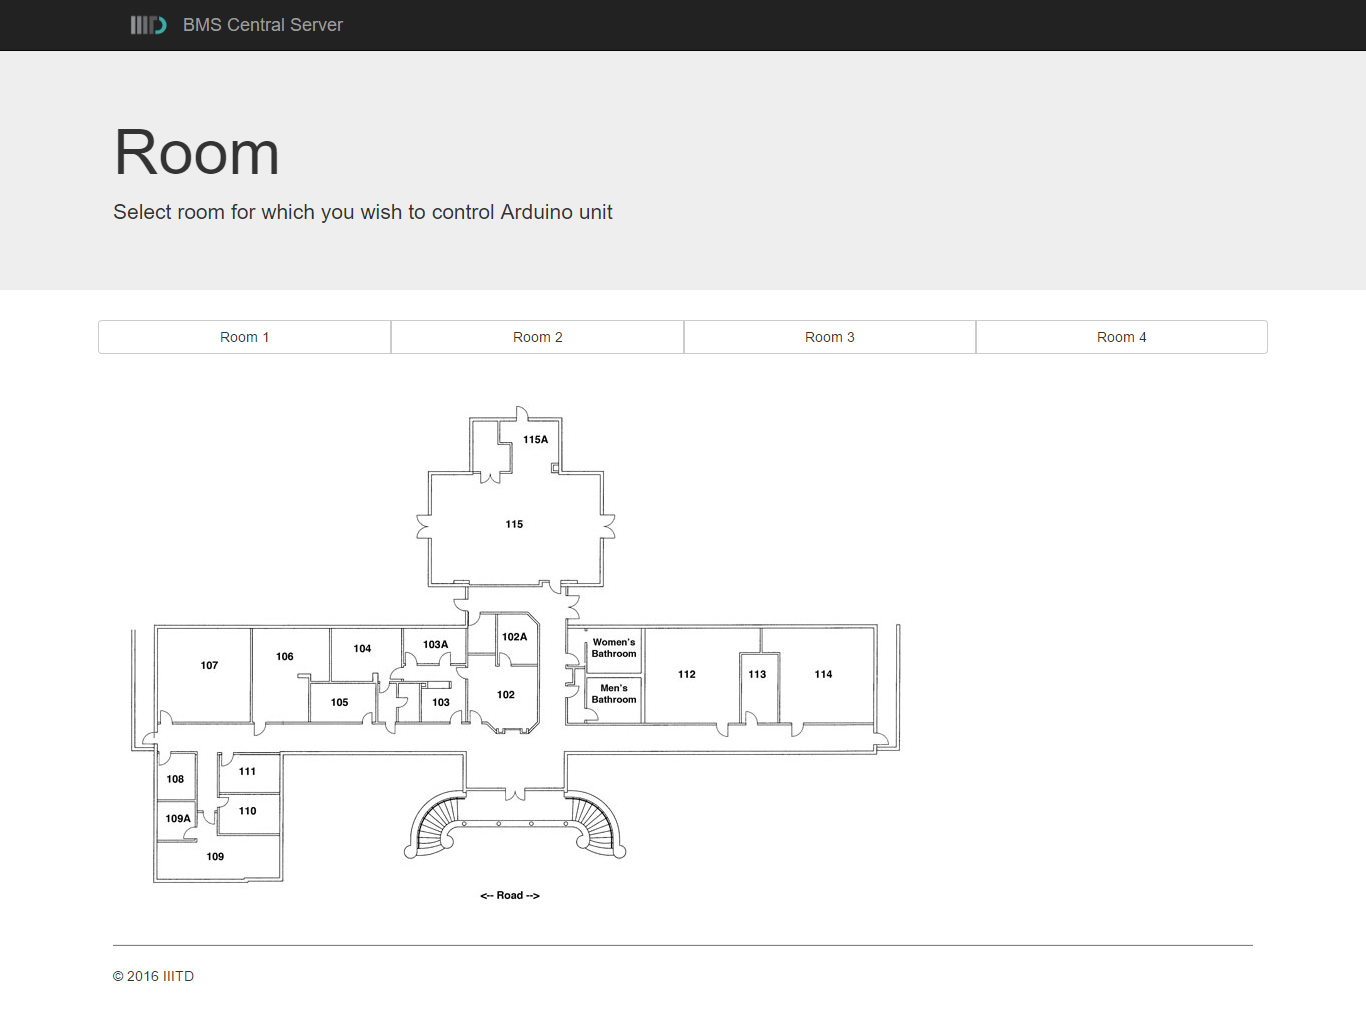 BMS Central Server
Room
Select room for which you wish to control Arduino unit
Room 1
Room 2
Room 3
Room 4
115A
115
107
106
104
103A
102A
105
103
102
Women's
Bathroom
Men's
Bathroom
112
113
114
108
111
109A
110
109
<-- Road -->
© 2016 IIITD